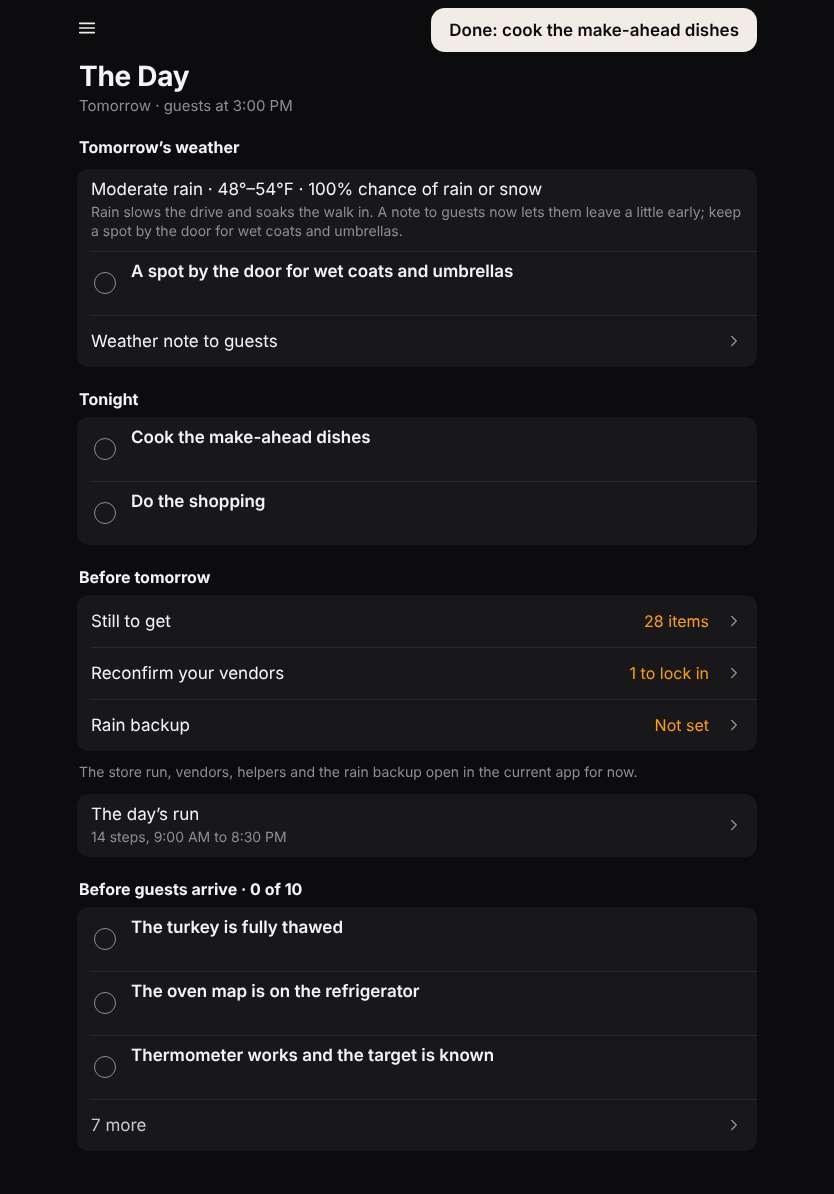 Done: cook the make-ahead dishes
The Day
Tomorrow · guests at 3:00 PM
Tomorrow’s weather
Moderate rain · 48°–54°F · 100% chance of rain or snow
Rain slows the drive and soaks the walk in. A note to guests now lets them leave a little early; keep
a spot by the door for wet coats and umbrellas.
A spot by the door for wet coats and umbrellas
Weather note to guests
Tonight
Cook the make-ahead dishes
Do the shopping
Before tomorrow
Still to get 28 items
Reconfirm your vendors 1 to lock in
Rain backup Not set
The store run, vendors, helpers and the rain backup open in the current app for now.
The day’s run
14 steps, 9:00 AM to 8:30 PM
Before guests arrive · 0 of 10
The turkey is fully thawed
The oven map is on the refrigerator
Thermometer works and the target is known
7 more